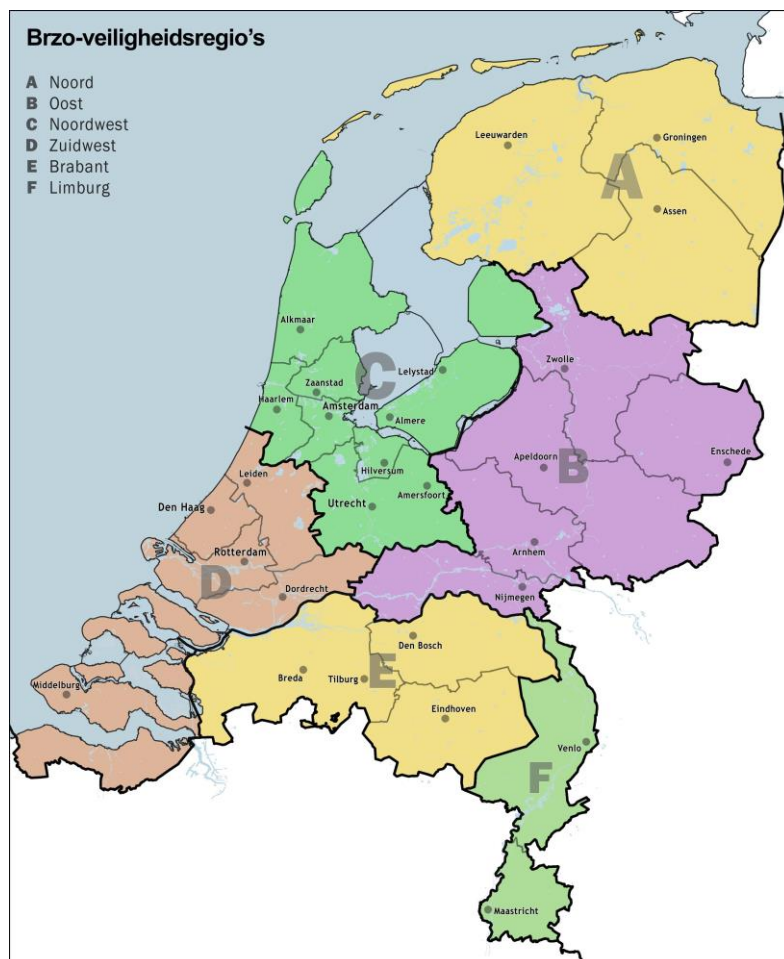 Brzo-veiligheidsregio's
A Noord
B Oost
C Noordwest
D Zuidwest
E Brabant
F Limburg
Leeuwarden
Groningen
A
Assen
Alkmaar
Zwolle
C
Lelystad
Zaanstad
Haarlem
Amsterdam
Almere
Enschede
Apeldoorn
B
Hilversum
Leiden
Amersfoort
Utrecht
Den Haag
Arnhem
Rotterdam
D
Dordrecht
Nijmegen
Den Bosch
E
Breda
Tilburg
Middelburg
Eindhoven
Venlo
F
Maastricht